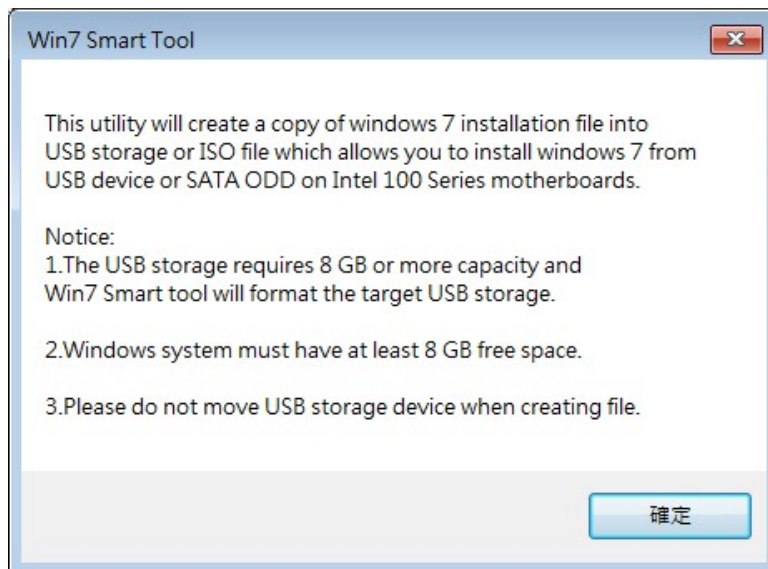 Win7 Smart Tool
This utility will create a copy of windows 7 installation file into
USB storage or ISO file which allows you to install windows 7 from
USB device or SATA ODD on Intel 100 Series motherboards.
Notice:
1.The USB storage requires 8 GB or more capacity and
Win7 Smart tool will format the target USB storage.
2.Windows system must have at least 8 GB free space.
3.Please do not move USB storage device when creating file.
確定